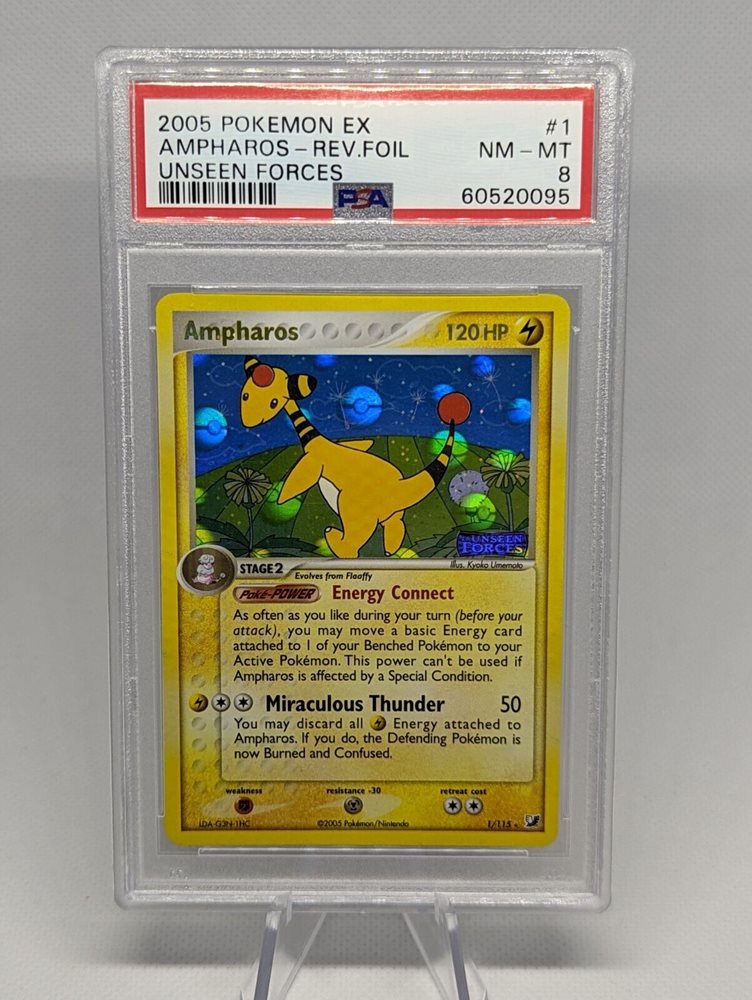 2005 POKEMON EX #1
AMPHAROS-REV.FOIL NM-MT
UNSEEN FORCES 8
PSA 60520095
Ampharos 120 HP
UNSEEN
FORCES
Illus. Kyoko Umemoto
STAGE2 Evolves from Flaaffy
Poké-POWER Energy Connect
As often as you like during your turn (before your
attack), you may move a basic Energy card
attached to 1 of your Benched Pokémon to your
Active Pokémon. This power can't be used if
Ampharos is affected by a Special Condition.
Miraculous Thunder 50
You may discard all Energy attached to
Ampharos. If you do, the Defending Pokémon is
now Burned and Confused.
weakness resistance -30 retreat cost
LDA-G3N-1HC ©2005 Pokémon/Nintendo 1/115